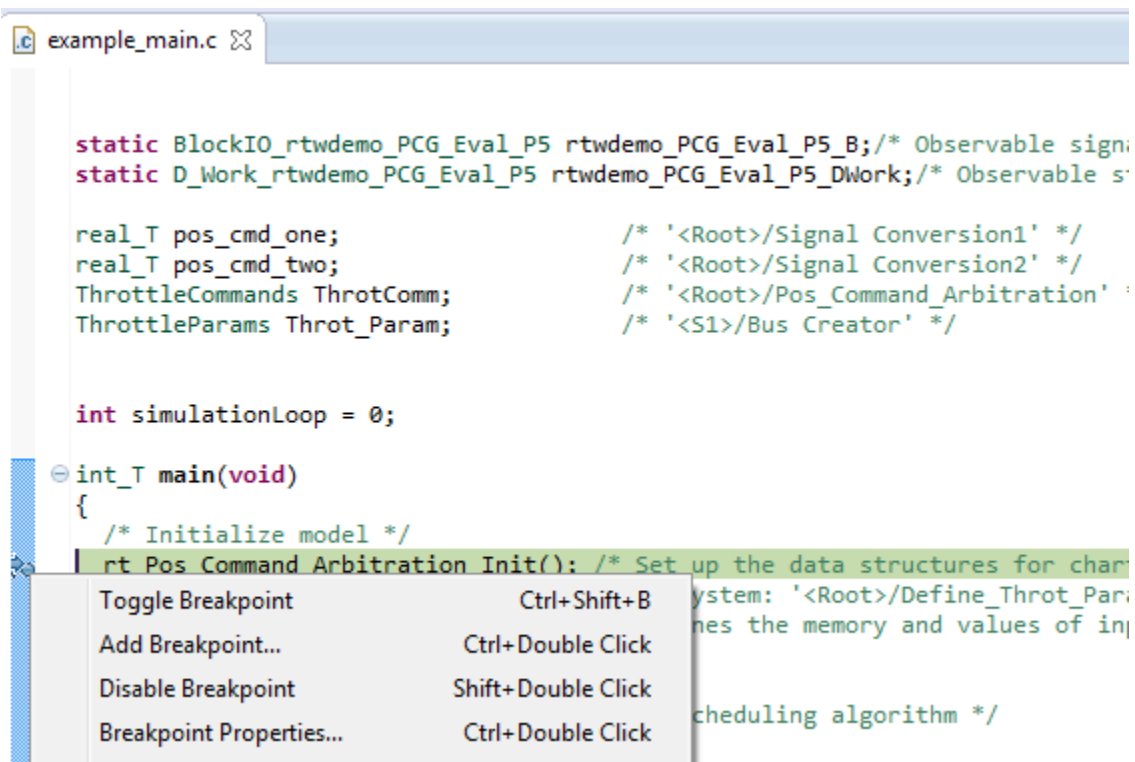 .c example_main.c
static BlockIO_rtwdemo_PCG_Eval_P5 rtwdemo_PCG_Eval_P5_B;/* Observable signa
static D_Work_rtwdemo_PCG_Eval_P5 rtwdemo_PCG_Eval_P5_DWork;/* Observable st
real_T pos_cmd_one; /* '<Root>/Signal Conversion1' */
real_T pos_cmd_two; /* '<Root>/Signal Conversion2' */
ThrottleCommands ThrotComm; /* '<Root>/Pos_Command_Arbitration' *
ThrottleParams Throt_Param; /* '<S1>/Bus Creator' */
int simulationLoop = 0;
int_T main(void)
{
/* Initialize model */
rt_Pos_Command_Arbitration_Init(); /* Set up the data structures for chart
ystem: '<Root>/Define_Throt_Para
nes the memory and values of inp
cheduling algorithm */
Toggle Breakpoint Ctrl+Shift+B
Add Breakpoint... Ctrl+Double Click
Disable Breakpoint Shift+Double Click
Breakpoint Properties... Ctrl+Double Click